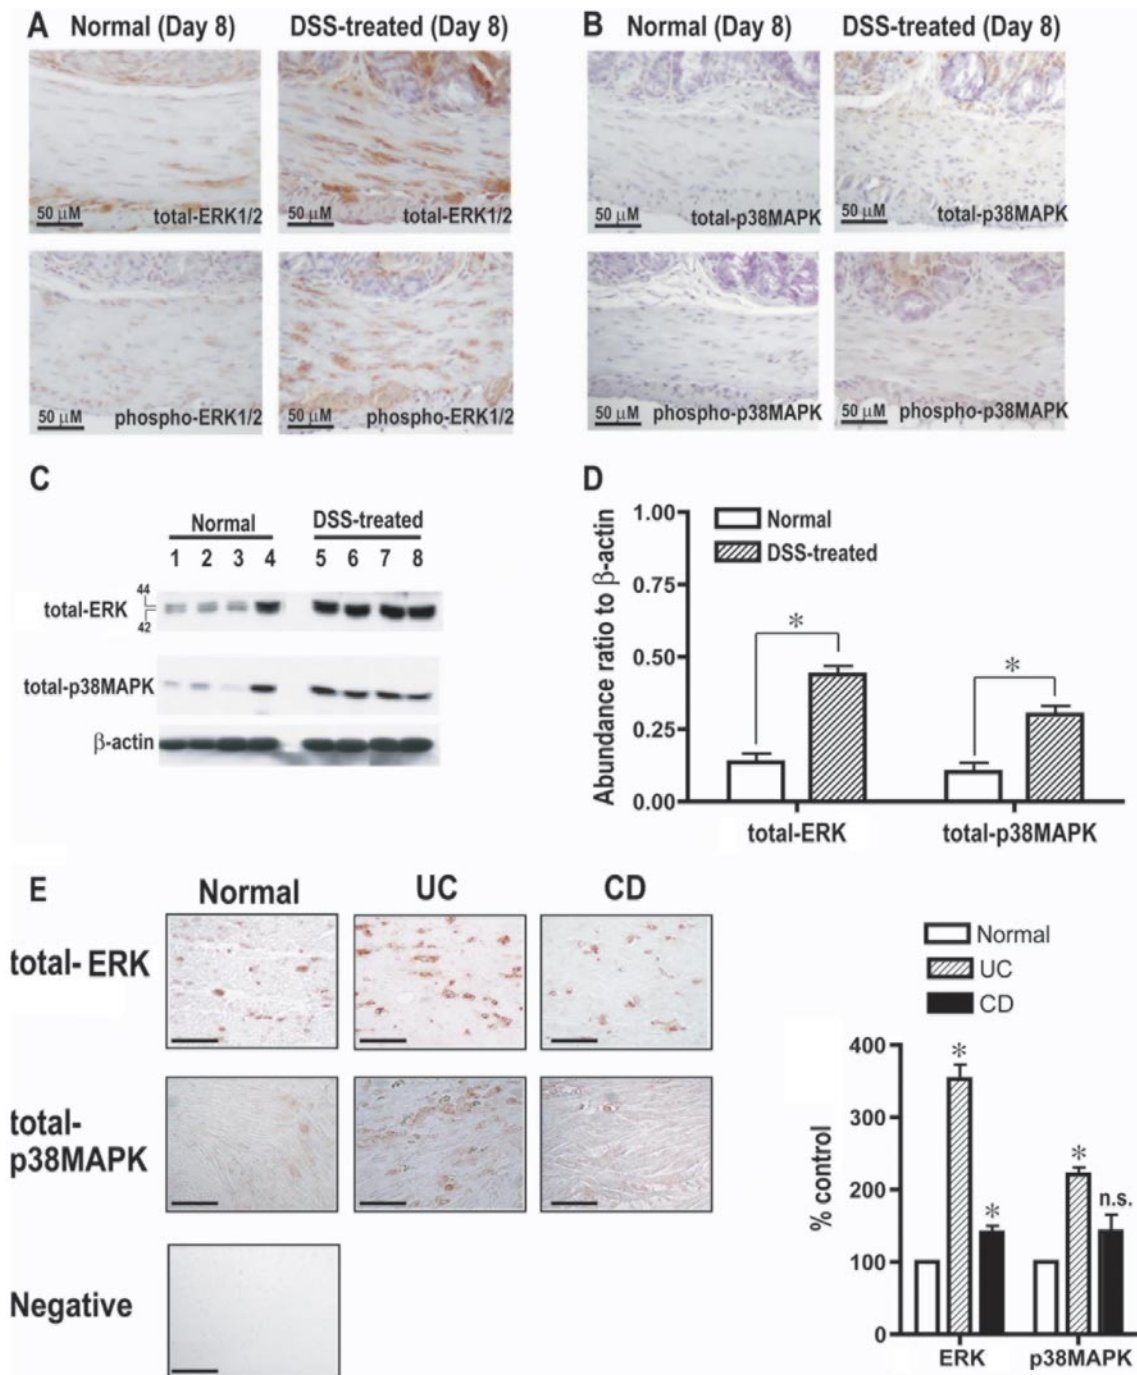 A Normal (Day 8) DSS-treated (Day 8)
50 µM total-ERK1/2 50 µM total-ERK1/2
50 µM phospho-ERK1/2 50 µM phospho-ERK1/2
B Normal (Day 8) DSS-treated (Day 8)
50 µM total-p38MAPK 50 µM total-p38MAPK
50 µM phospho-p38MAPK 50 µM phospho-p38MAPK
C
Normal DSS-treated
1 2 3 4 5 6 7 8
44
total-ERK
42
total-p38MAPK
β-actin
D
Abundance ratio to β-actin
1.00
0.75
0.50
0.25
0.00
Normal
DSS-treated
*
*
total-ERK total-p38MAPK
E Normal UC CD
total-ERK
total-
p38MAPK
Negative
Normal
UC
CD
% control
400
300
200
100
0
*
*
*
n.s.
ERK p38MAPK